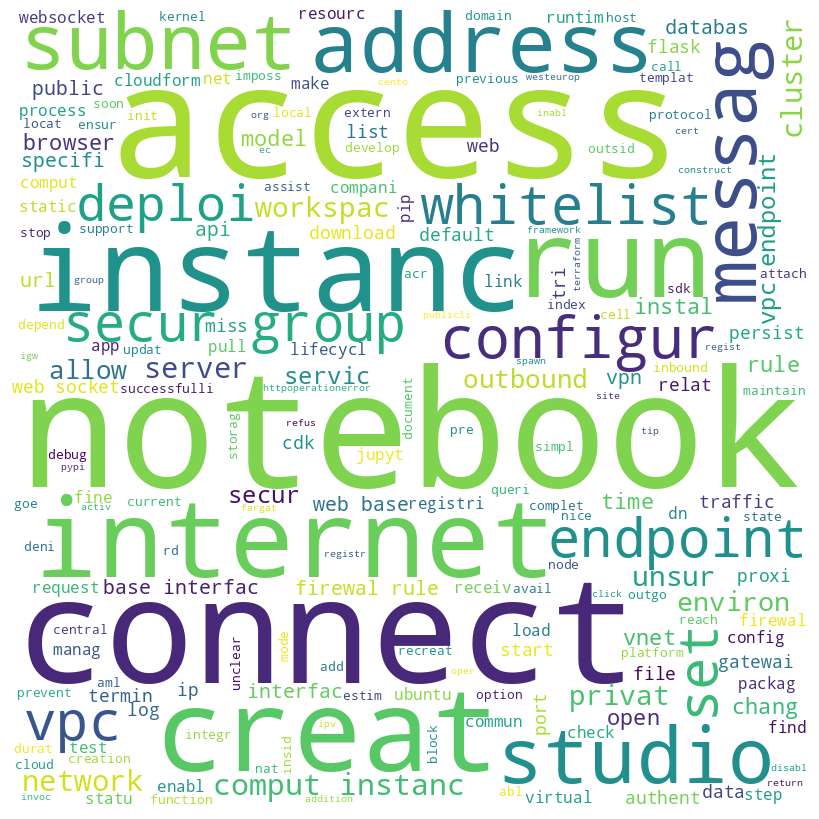 websocket kernel resourc domain runtim host databas
subnet address flask cluster
cloudform net imposs make cento previous westeurop call templat
public access messag
process soon init local extern inabl protocol
locat ensur org list develop web outsid cert
browser model ec construct
specifi assist compani pip
comput deploi workspac whitelist vpc endpoint
static api download default framework
stop support instanc run tri terraform attach
url group acr link index sdk instal
depend secur miss group publicli cell
app updat pull lifecycl configur regist persist
igw allow server servic spawn inbound rule
web socket successfulli httpoperationerror outbound vpn relat maintain
notebook site
storag document refus pre tip
debug cdk simpl
pypi jupyt
fine current secur queri
goe activ fargat web base registri complet nice time dn traffic state
internet endpoint
deni rd registr node unsur proxi
request base interfac firewal rule receiv avail click outgo environ
connect reach firewal
central mode recreat load vnet set config
manag unclear add start platform gatewai
aml oper file packag
prevent termin ip interfac estim ubuntu option privat chang
vpc log creat commun port open find
durat test integr ipv check
cloud creation insid nat block studio disabl
network enabl comput instanc data step return
invoc statu function addition abl virtual authent